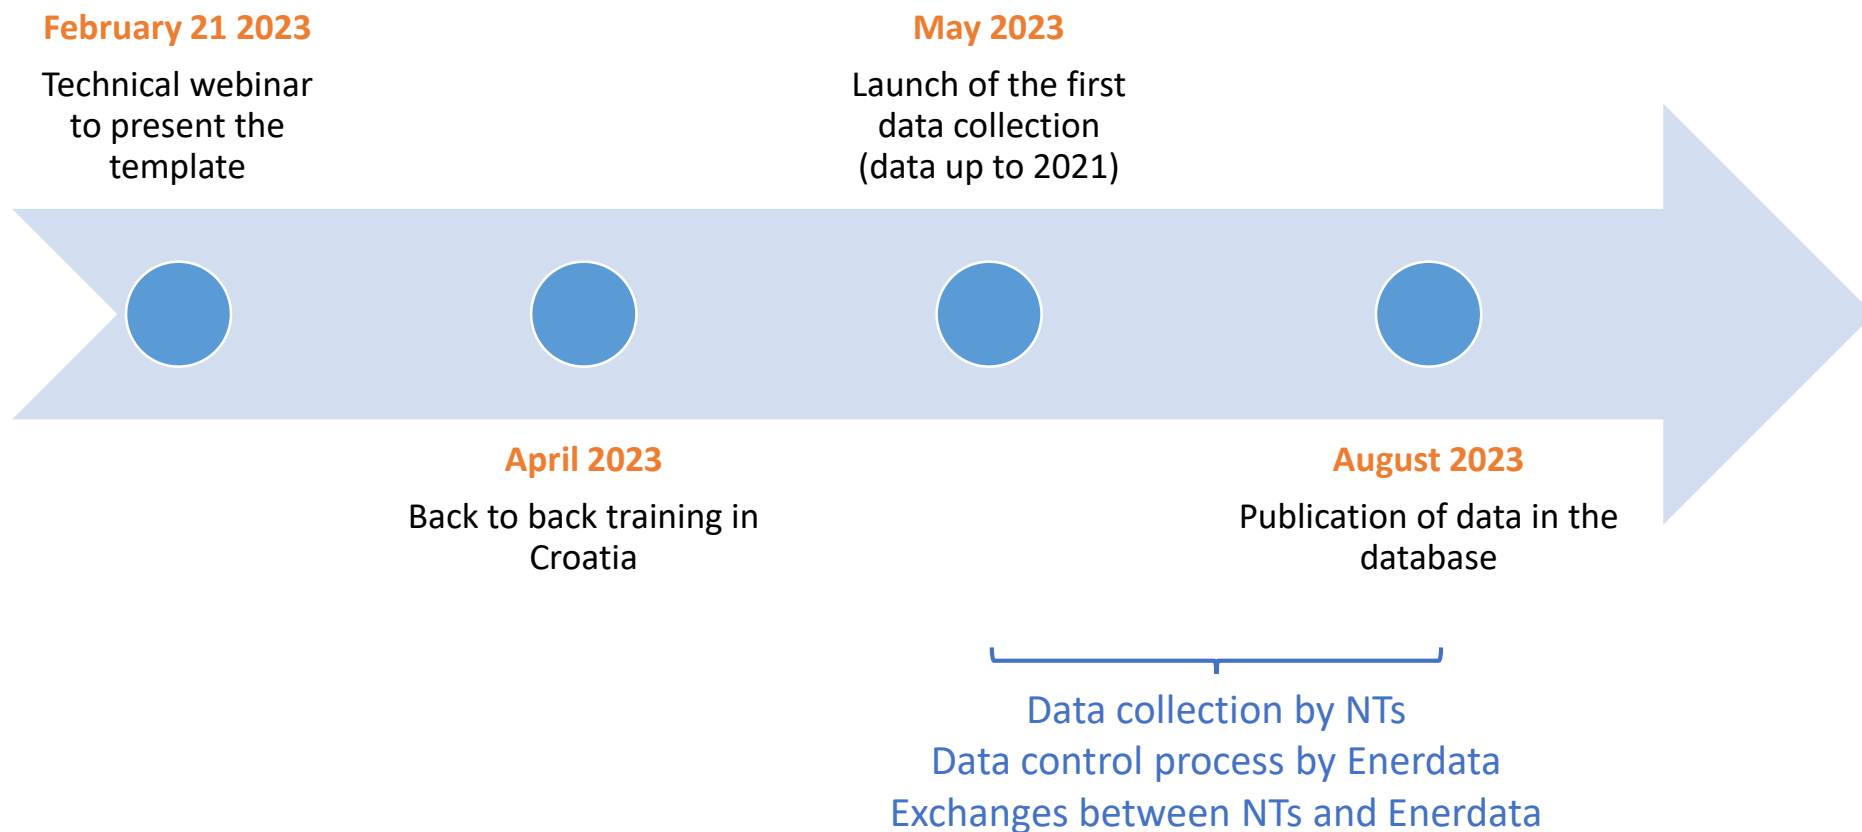 February 21 2023
Technical webinar
to present the
template
May 2023
Launch of the first
data collection
(data up to 2021)
April 2023
Back to back training in
Croatia
August 2023
Publication of data in the
database
Data collection by NTs
Data control process by Enerdata
Exchanges between NTs and Enerdata